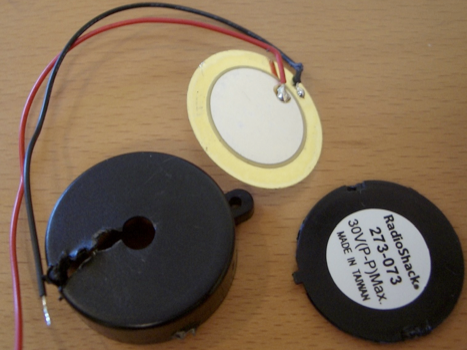 RadioShack®
273-073
30V(P-P)Max.
MADE IN TAIWAN